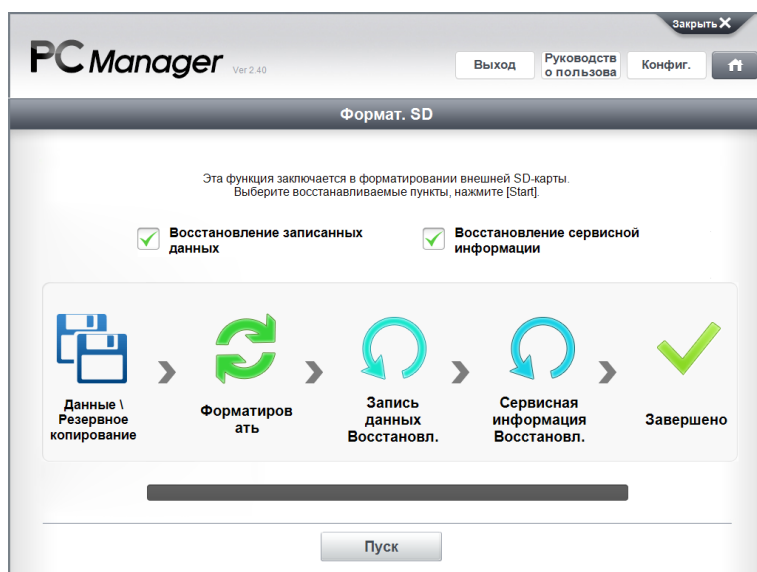 Закрыть X
PC Manager Ver 2.40
Выход
Руководств
о пользова
Конфиг.
Формат. SD
Эта функция заключается в форматировании внешней SD-карты.
Выберите восстанавливаемые пункты, нажмите [Start].
Восстановление записанных
данных
Восстановление сервисной
информации
Данные \
Резервное
копирование
Форматиров
ать
Запись
данных
Восстановл.
Сервисная
информация
Восстановл.
Завершено
Пуск